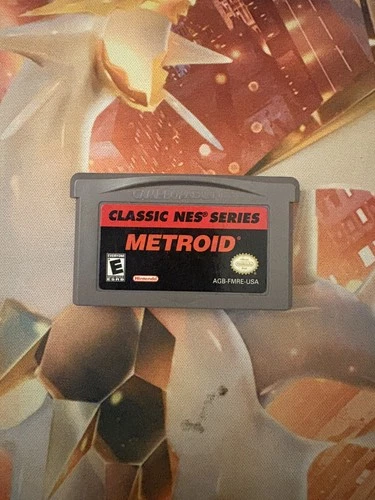 GAME BOY ADVANCE
CLASSIC NES® SERIES
METROID®
EVERYONE
E
ESRB
Nintendo
AGB-FMRE-USA